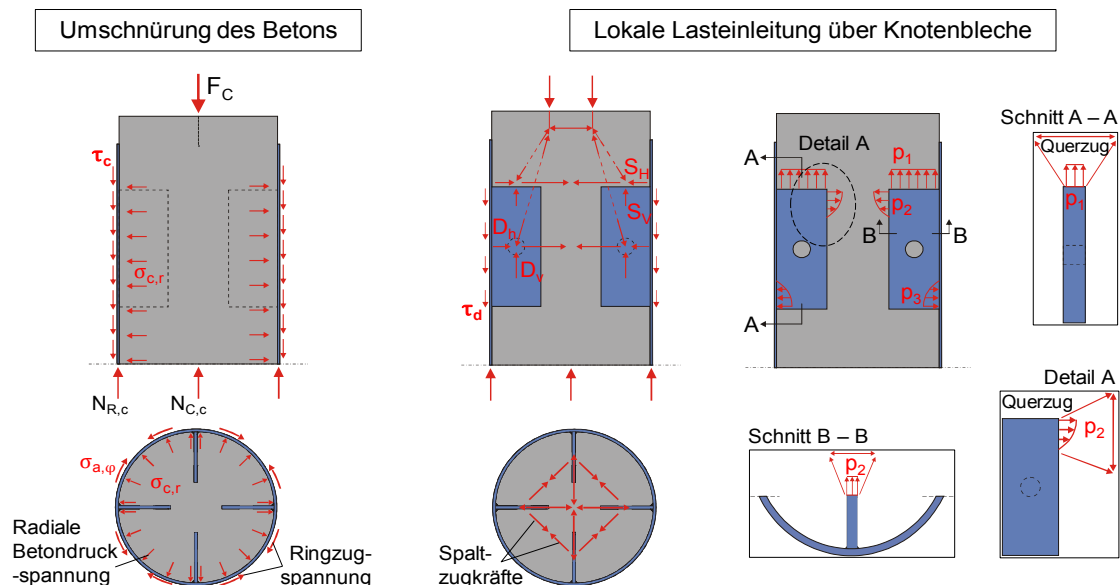 Umschnürung des Betons
Lokale Lasteinleitung über Knotenbleche
F_C
τ_c
σ_c,r
N_R,c
N_C,c
σ_a,φ
σ_c,r
Radiale
Betondruck
-spannung
Ringzug-
spannung
S_H
S_V
D_h
D_v
τ_d
Spalt-
zugkräfte
Detail A
A
p_1
p_2
B
B
p_3
A
Schnitt A – A
Querzug
p_1
Schnitt B – B
p_2
Detail A
Querzug
p_2